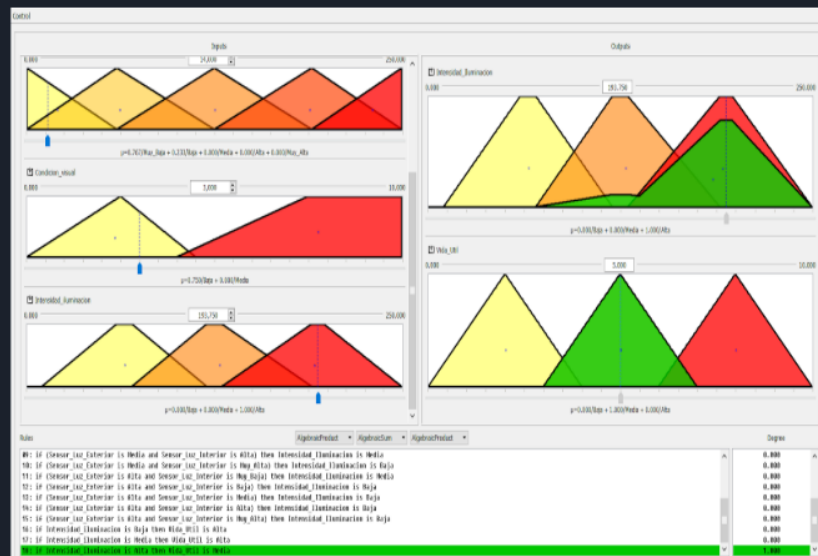 Control
Inputs
Outputs
0.000 14,000 250.000
μ=0.767/Muy_Baja + 0.233/Baja + 0.000/Media + 0.000/Alta + 0.000/Muy_Alta
Condicion_visual
0.000 3,000 10.000
μ=0.750/Baja + 0.000/Media
Intensidad_iluminacion
0.000 193,750 250.000
μ=0.000/Baja + 0.000/Media + 1.000/Alta
Intensidad_Iluminacion
0.000 193,750 250.000
μ=0.000/Baja + 0.000/Media + 1.000/Alta
Vida_Util
0.000 5.000 10.000
μ=0.000/Baja + 1.000/Media + 0.000/Alta
Rules
AlgebraicProduct AlgebraicSum AlgebraicProduct
Degree
09: if (Sensor_Luz_Exterior is Media and Sensor_Luz_Interior is Alta) then Intensidad_Iluminacion is Media 0.000
10: if (Sensor_Luz_Exterior is Media and Sensor_Luz_Interior is Muy_Alta) then Intensidad_Iluminacion is Baja 0.000
11: if (Sensor_Luz_Exterior is Alta and Sensor_Luz_Interior is Muy_Baja) then Intensidad_Iluminacion is Media 0.000
12: if (Sensor_Luz_Exterior is Alta and Sensor_Luz_Interior is Baja) then Intensidad_Iluminacion is Baja 0.000
13: if (Sensor_Luz_Exterior is Alta and Sensor_Luz_Interior is Media) then Intensidad_Iluminacion is Baja 0.000
14: if (Sensor_Luz_Exterior is Alta and Sensor_Luz_Interior is Alta) then Intensidad_Iluminacion is Baja 0.000
15: if (Sensor_Luz_Exterior is Alta and Sensor_Luz_Interior is Muy_Alta) then Intensidad_Iluminacion is Baja 0.000
16: if Intensidad_Iluminacion is Baja then Vida_Util is Alta 0.000
17: if Intensidad_Iluminacion is Media then Vida_Util is Alta 0.000
18: if Intensidad_Iluminacion is Alta then Vida_Util is Media 1.000